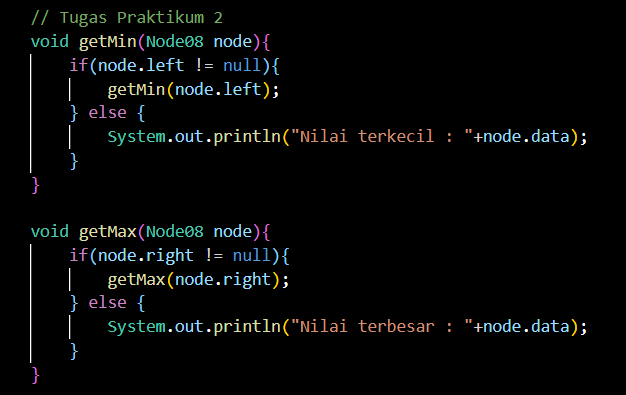 // Tugas Praktikum 2
void getMin(Node08 node){
    if(node.left != null){
        getMin(node.left);
    } else {
        System.out.println("Nilai terkecil : "+node.data);
    }
}

void getMax(Node08 node){
    if(node.right != null){
        getMax(node.right);
    } else {
        System.out.println("Nilai terbesar : "+node.data);
    }
}